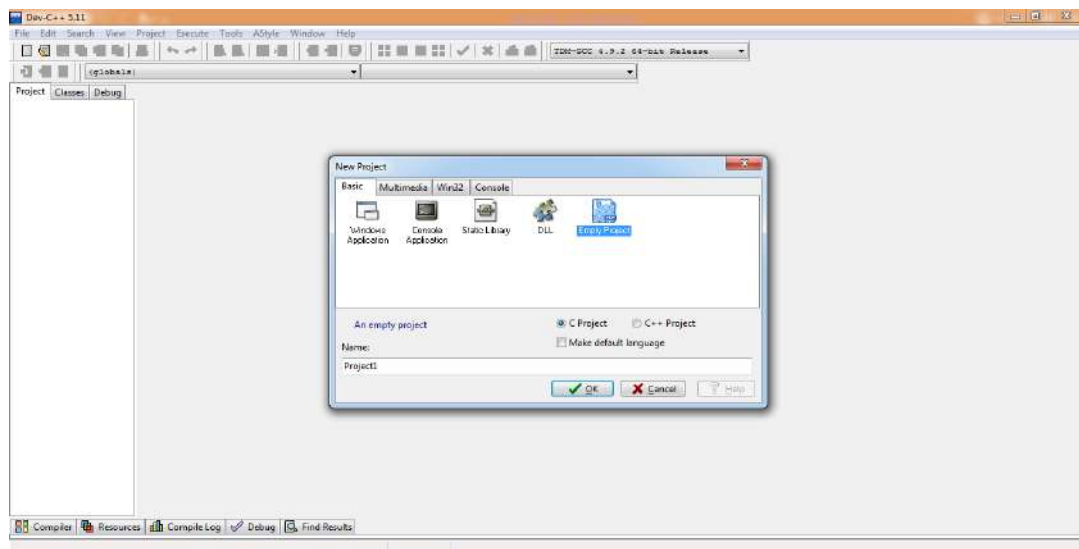 Dev-C++ 5.11
File Edit Search View Project Execute Tools AStyle Window Help
TDM-GCC 4.9.2 64-bit Release
(globals)
Project Classes Debug
New Project
Basic Multimedia Win32 Console
Windows Application
Console Application
Static Library
DLL
Empty Project
An empty project
C Project C++ Project
Make default language
Name:
Project1
OK Cancel Help
Compiler Resources Compile Log Debug Find Results